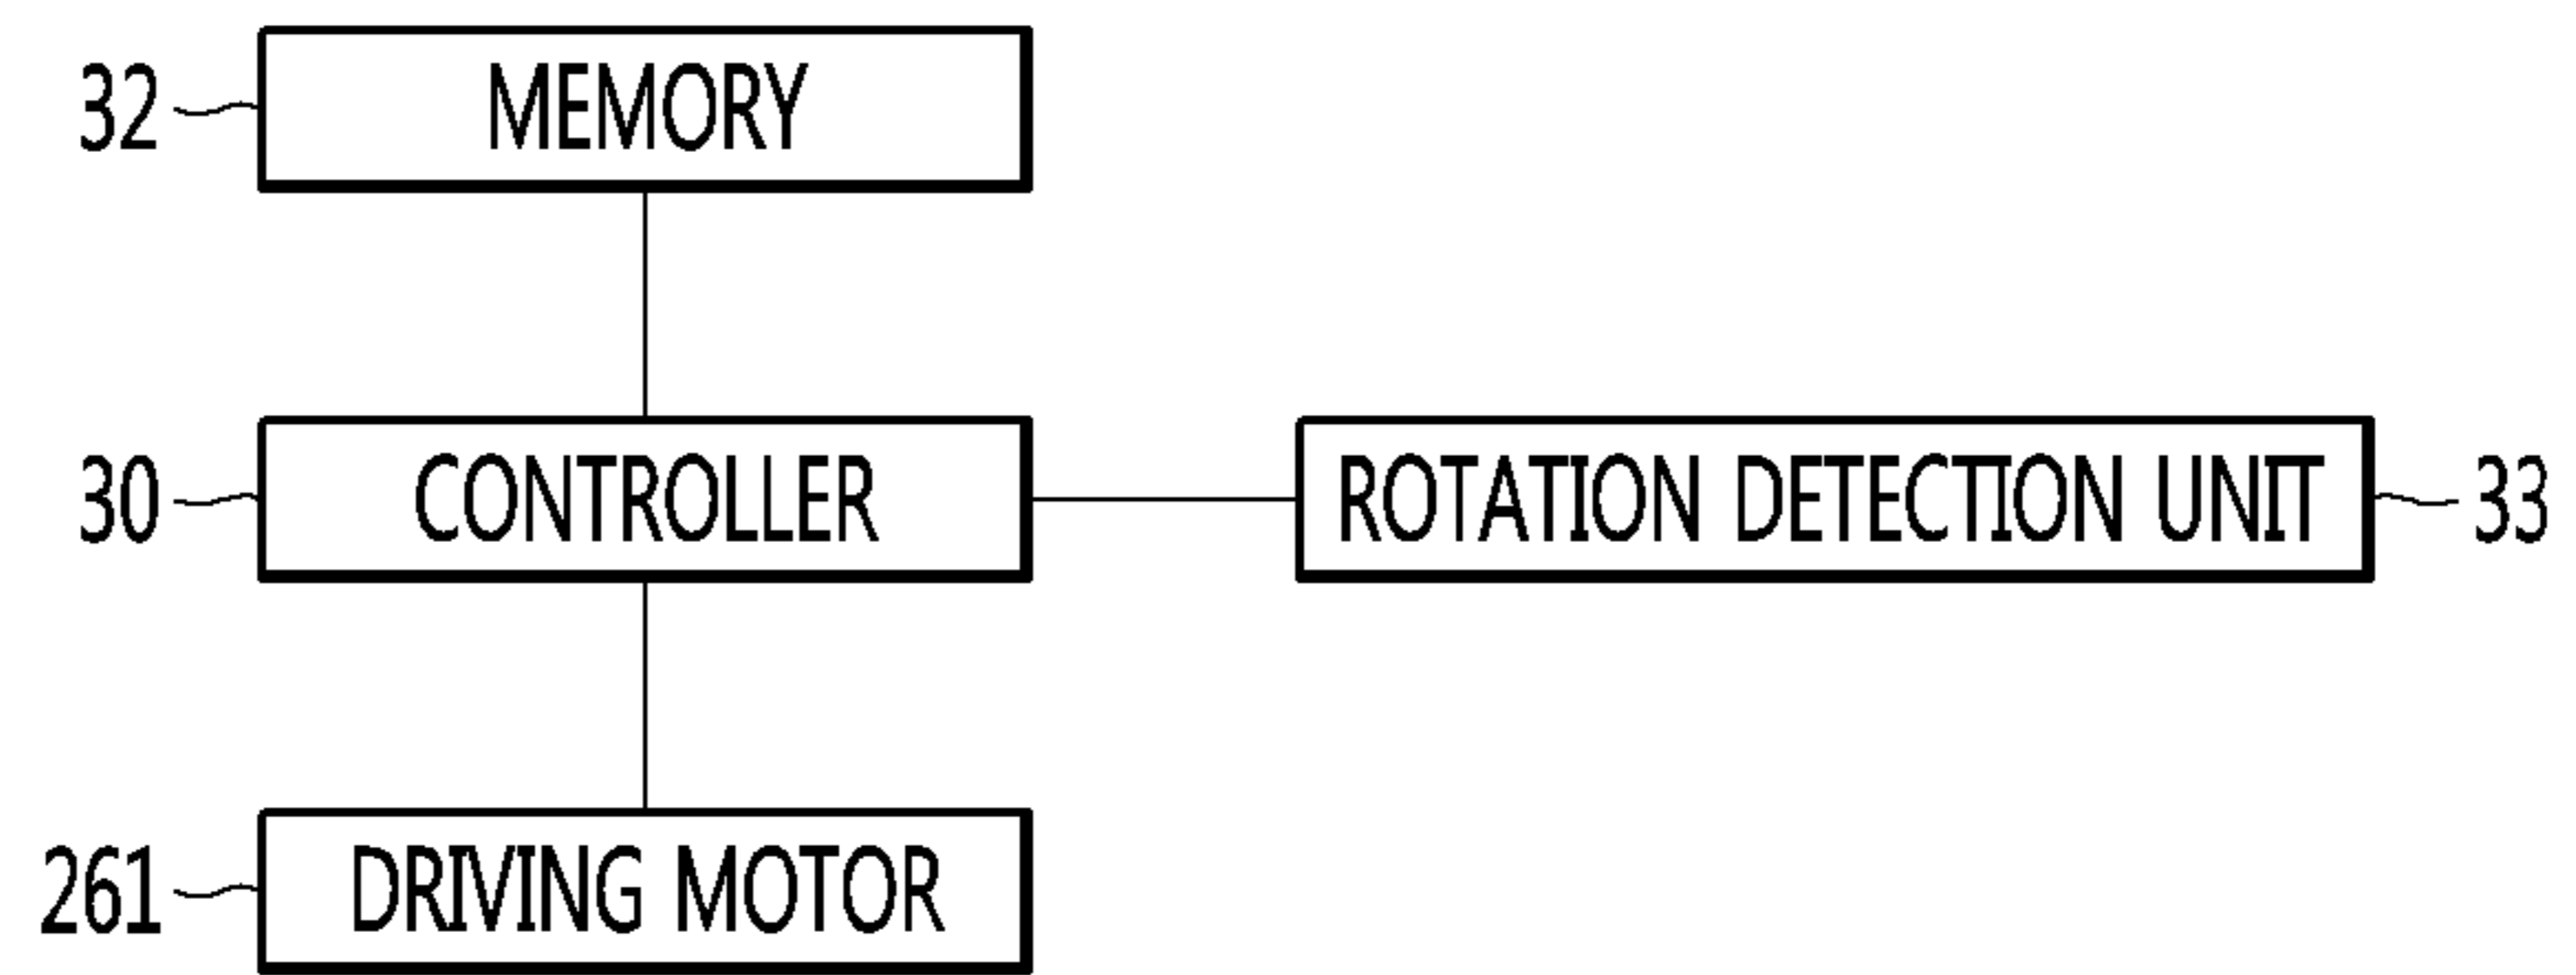 32 MEMORY
30 CONTROLLER ROTATION DETECTION UNIT 33
261 DRIVING MOTOR